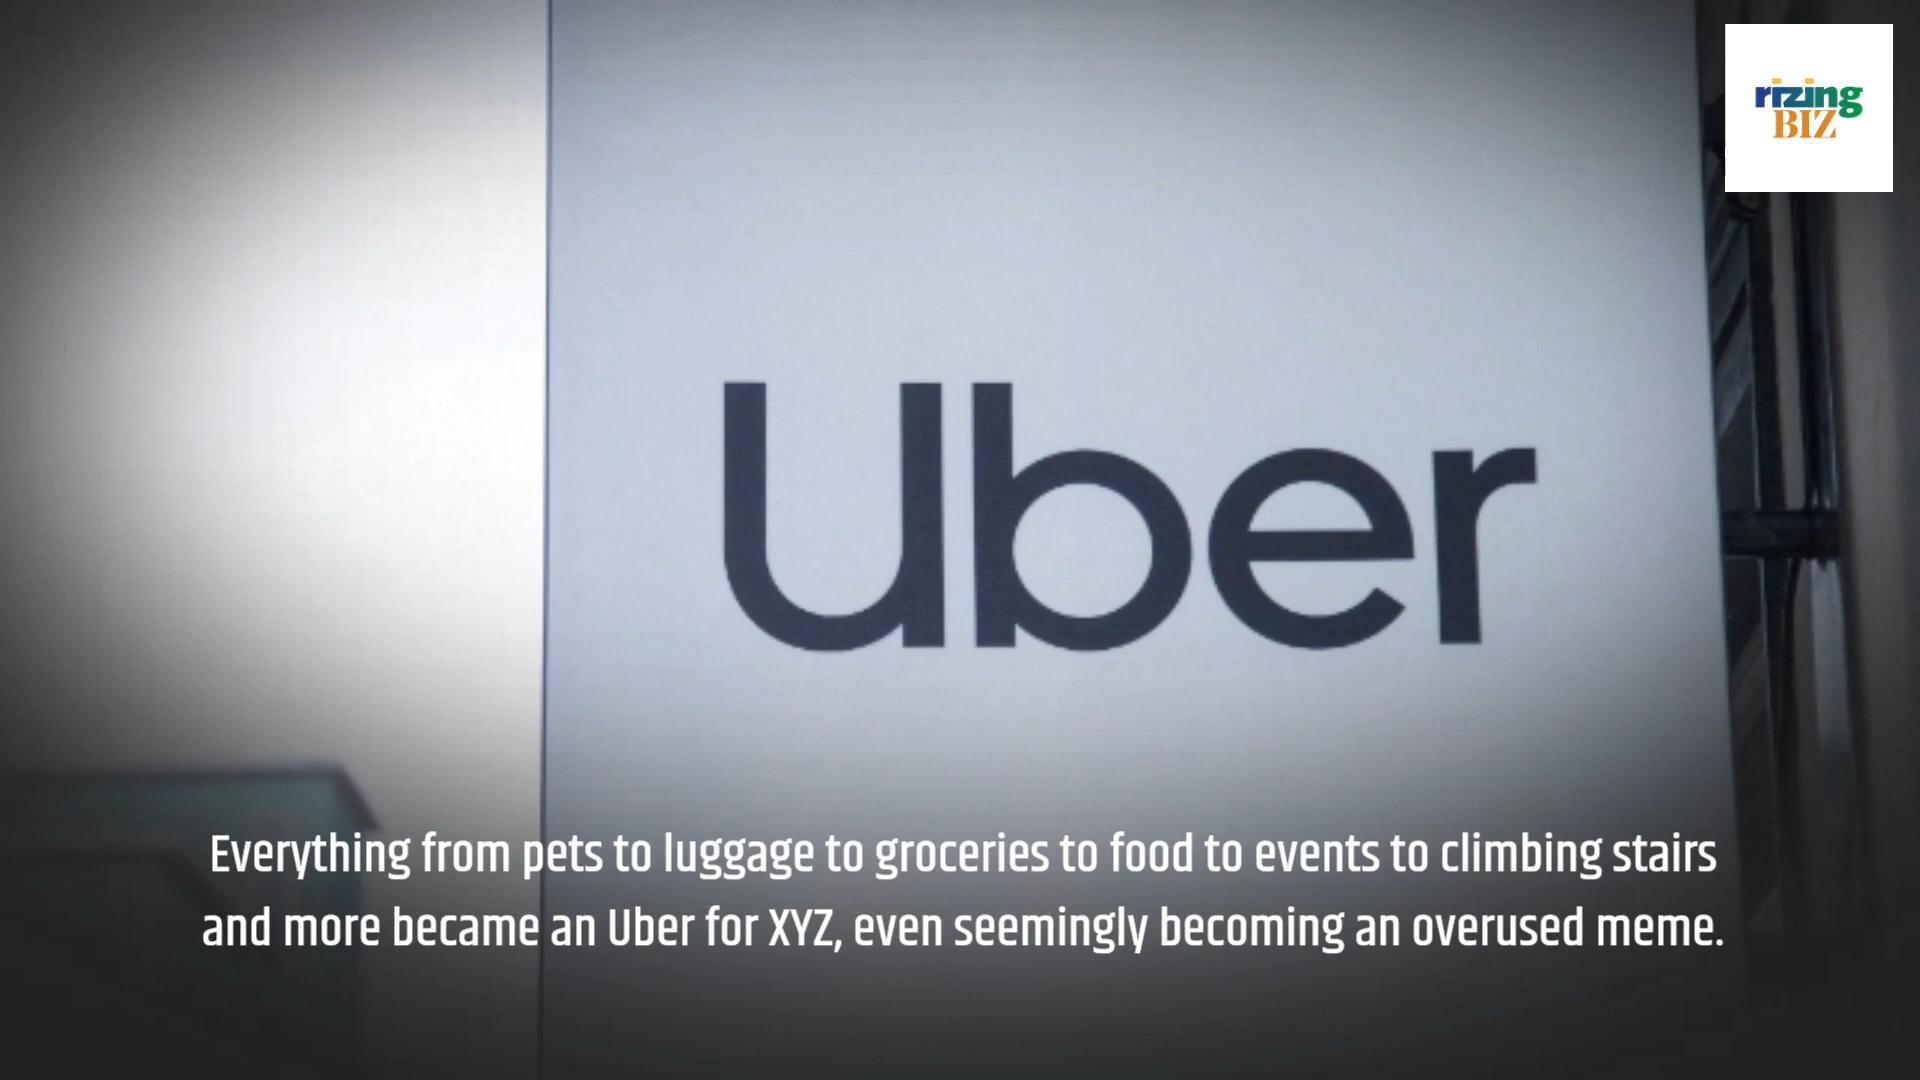 rizing
BIZ
Uber
Everything from pets to luggage to groceries to food to events to climbing stairs
and more became an Uber for XYZ, even seemingly becoming an overused meme.